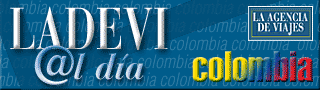 LADEVI
@l día
LA AGENCIA
DE VIAJES
colombia